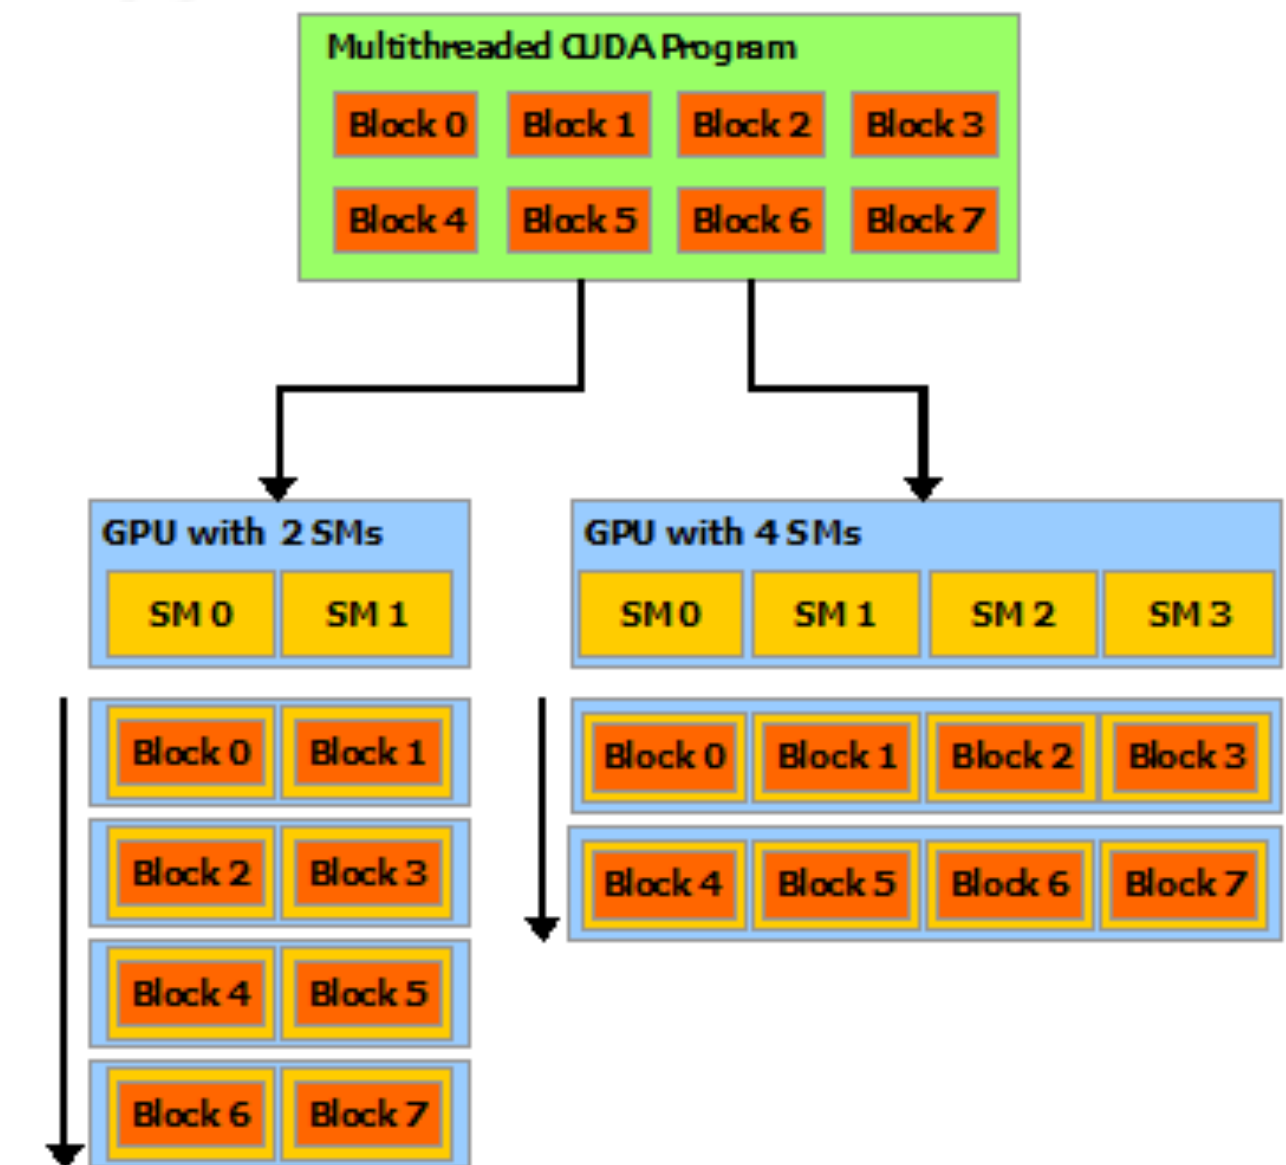 Multithreaded CUDA Program
Block 0 Block 1 Block 2 Block 3
Block 4 Block 5 Block 6 Block 7
GPU with 2 SMs
SM 0 SM 1
Block 0 Block 1
Block 2 Block 3
Block 4 Block 5
Block 6 Block 7
GPU with 4 SMs
SM 0 SM 1 SM 2 SM 3
Block 0 Block 1 Block 2 Block 3
Block 4 Block 5 Block 6 Block 7